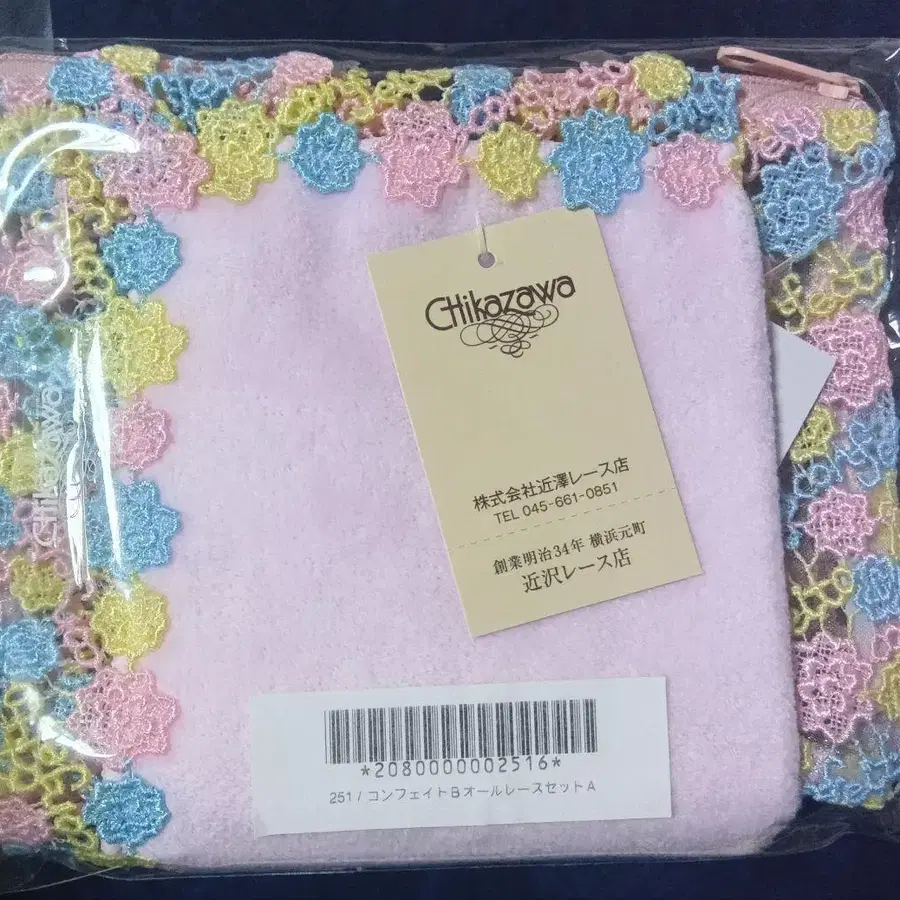 Chikazawa
株式会社近澤レース店
TEL 045-661-0851
創業明治34年 横浜元町
近沢レース店
Chikazawa
*2080000002516*
251/コンフェイトBオールレースセットA